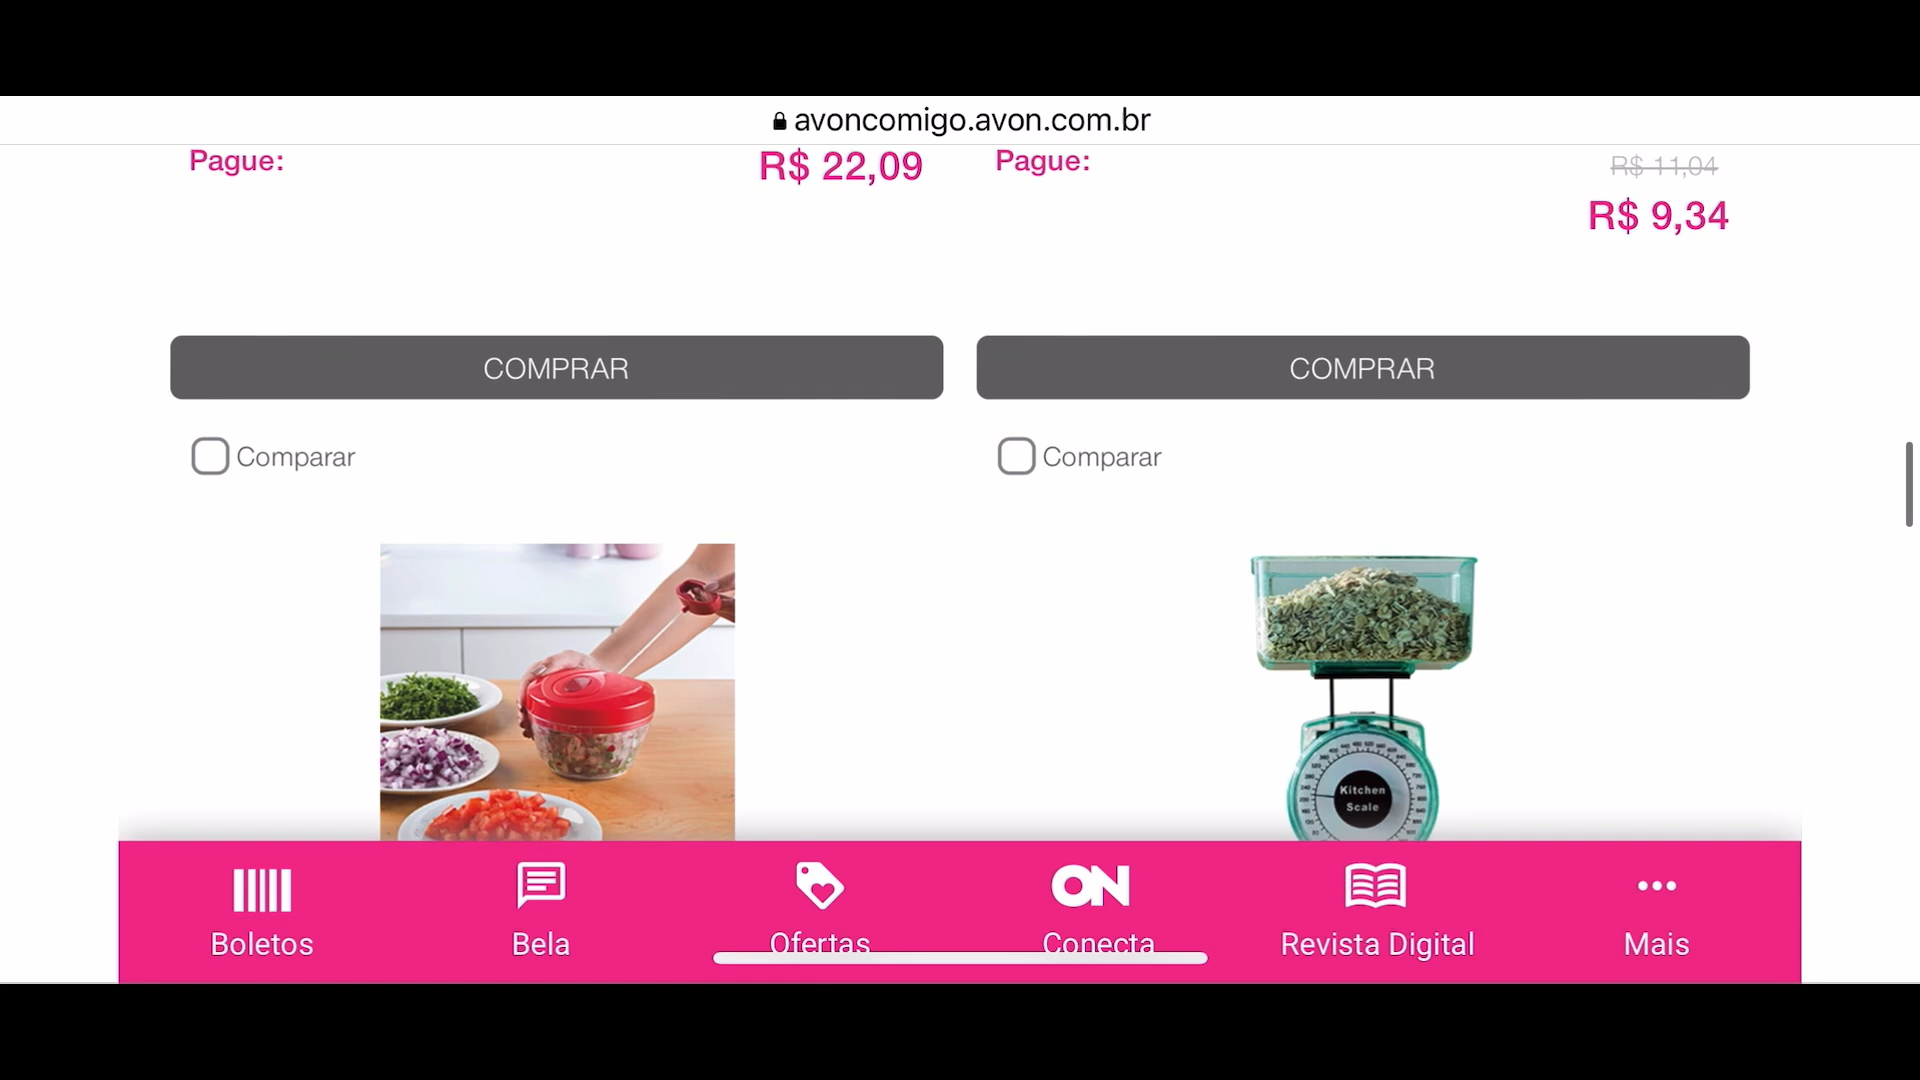 avoncomigo.avon.com.br
Pague:
R$ 22,09
Pague:
R$ 11,04
R$ 9,34
COMPRAR
COMPRAR
Comparar
Comparar
Kitchen
Scale
Boletos
Bela
Ofertas
ON
Conecta
Revista Digital
Mais